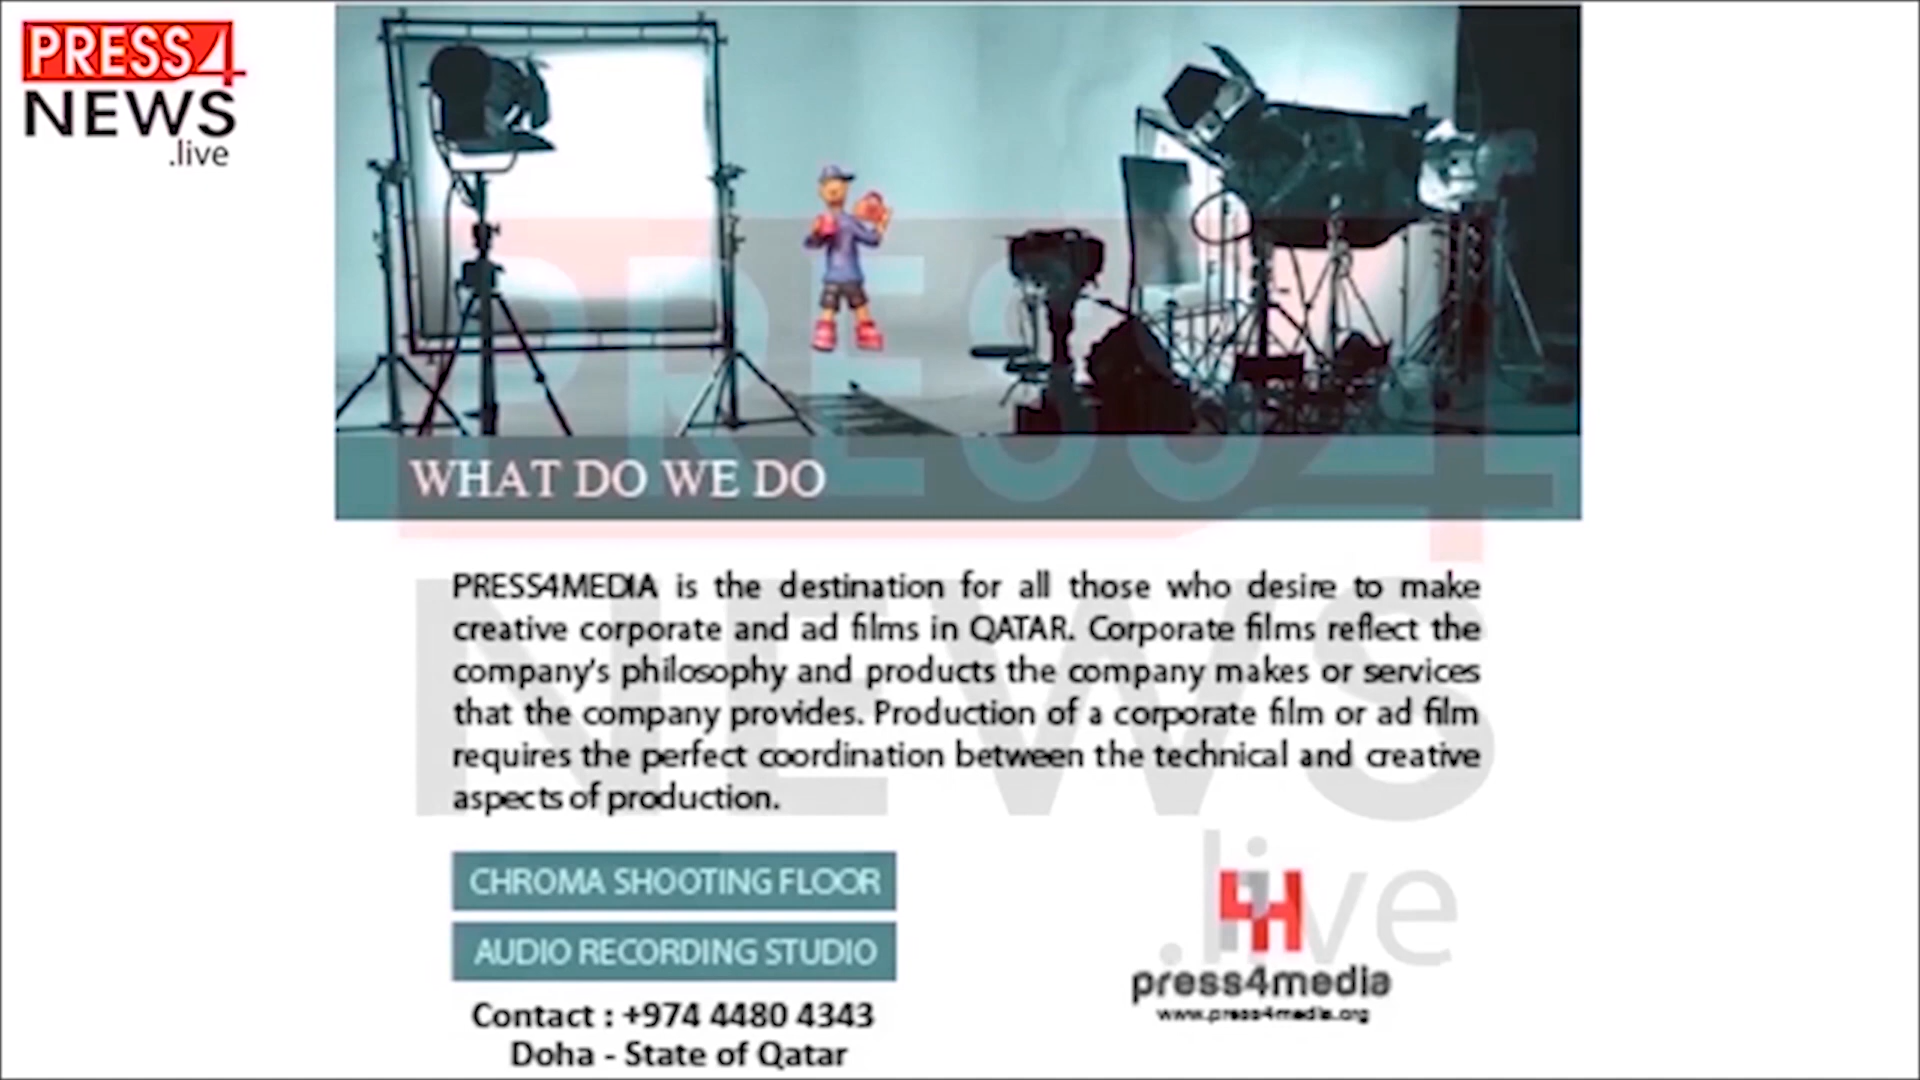 PRESS4
NEWS
.live
WHAT DO WE DO
PRESS4MEDIA is the destination for all those who desire to make
creative corporate and ad films in QATAR. Corporate films reflect the
company's philosophy and products the company makes or services
that the company provides. Production of a corporate film or ad film
requires the perfect coordination between the technical and creative
aspects of production.
CHROMA SHOOTING FLOOR
AUDIO RECORDING STUDIO
Contact : +974 4480 4343
Doha - State of Qatar
PRESS4
NEWS
.live
press4media
www.press4media.org